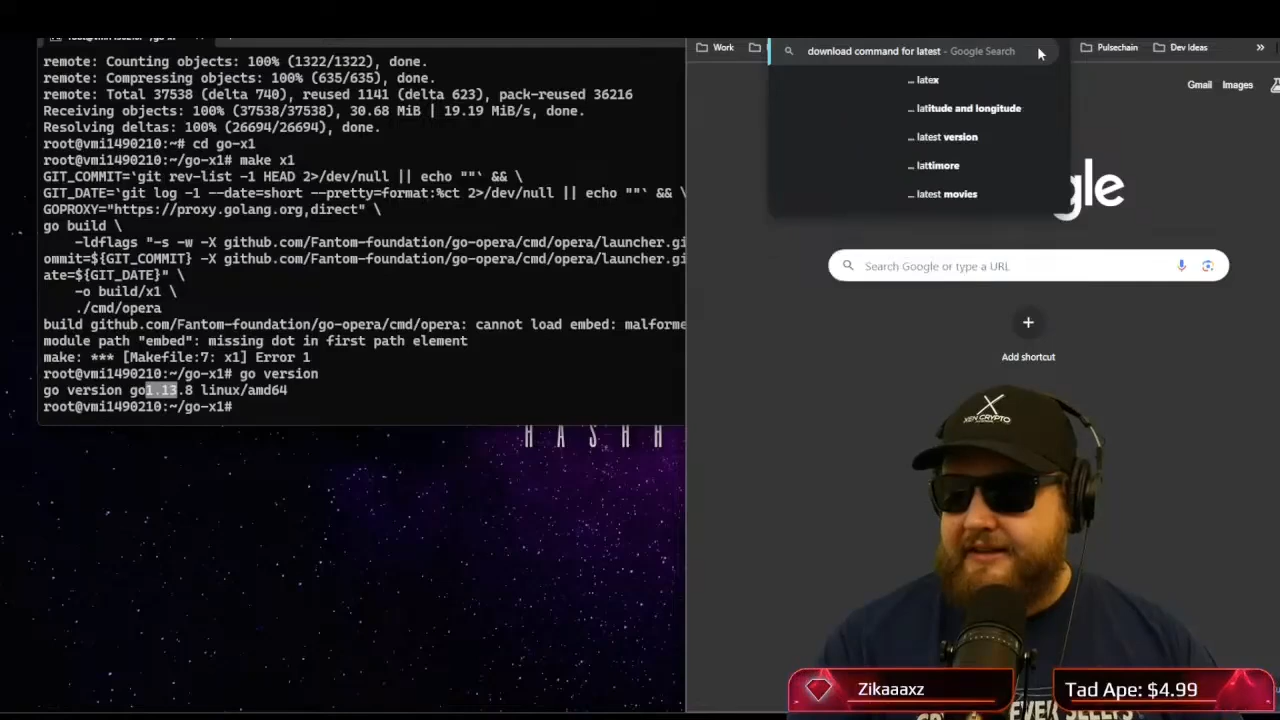 remote: Counting objects: 100% (1322/1322), done.
remote: Compressing objects: 100% (635/635), done.
remote: Total 37538 (delta 740), reused 1141 (delta 623), pack-reused 36216
Receiving objects: 100% (37538/37538), 30.68 MiB | 19.19 MiB/s, done.
Resolving deltas: 100% (26694/26694), done.
root@vmi1490210:~# cd go-x1
root@vmi1490210:~/go-x1# make x1
GIT_COMMIT=`git rev-list -1 HEAD 2>/dev/null || echo ""` && \
GIT_DATE=`git log -1 --date=short --pretty=format:%ct 2>/dev/null || echo ""` && \
GOPROXY="https://proxy.golang.org,direct" \
go build \
-ldflags "-s -w -X github.com/Fantom-foundation/go-opera/cmd/opera/launcher.gi
ommit=${GIT_COMMIT} -X github.com/Fantom-foundation/go-opera/cmd/opera/launcher.gi
ate=${GIT_DATE}" \
-o build/x1 \
./cmd/opera
build github.com/Fantom-foundation/go-opera/cmd/opera: cannot load embed: malforme
module path "embed": missing dot in first path element
make: *** [Makefile:7: x1] Error 1
root@vmi1490210:~/go-x1# go version
go version go1.13.8 linux/amd64
root@vmi1490210:~/go-x1#
HASHH
Work
download command for latest - Google Search
Pulsechain
Dev Ideas
»
... latex
... latitude and longitude
... latest version
... lattimore
... latest movies
Gmail
Images
gle
Search Google or type a URL
Add shortcut
X
XEN CRYPTO
Zikaaaxz
Tad Ape: $4.99